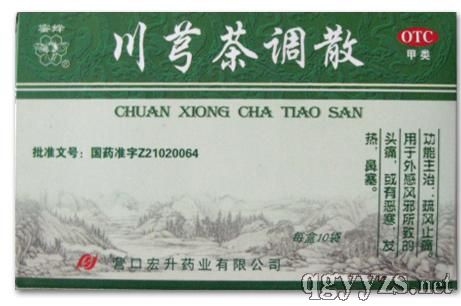 蜜蜂
川芎茶调散
OTC
甲类
CHUAN XIONG CHA TIAO SAN
批准文号：国药准字Z21020064
功能主治：疏风止痛。
用于外感风邪所致的
头痛，或有恶寒、发
热、鼻塞。
每盒10袋
营口宏升药业有限公司
qgyyzs.net